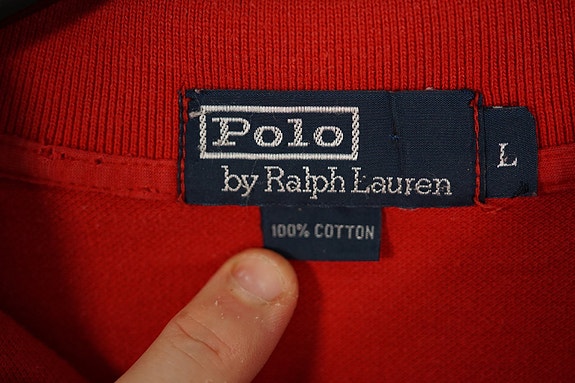 Polo
by Ralph Lauren
L
100% COTTON